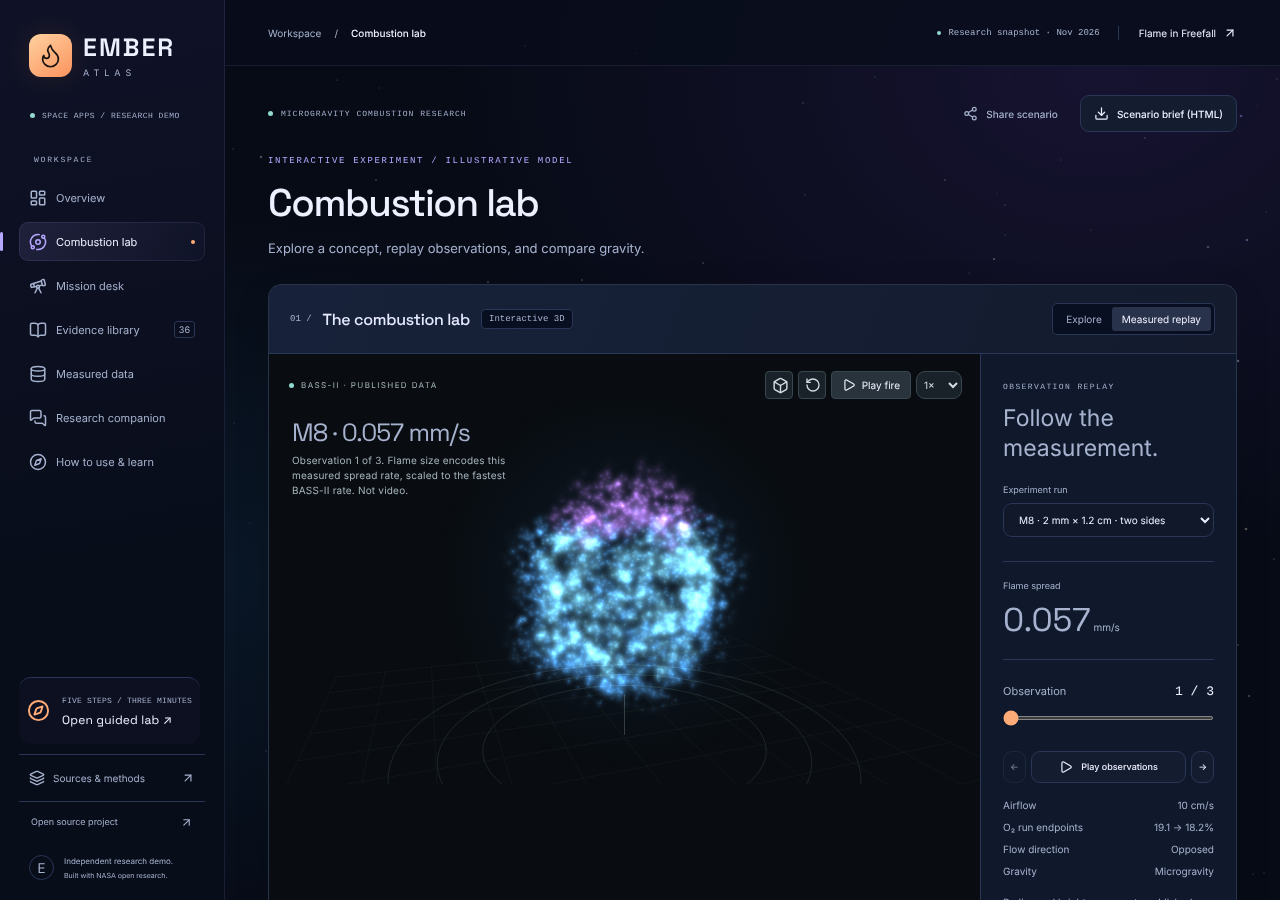 EMBER
ATLAS
SPACE APPS / RESEARCH DEMO
WORKSPACE
Overview
Combustion lab
Mission desk
Evidence library 36
Measured data
Research companion
How to use & learn
FIVE STEPS / THREE MINUTES
Open guided lab ↗
Sources & methods
Open source project
E
Independent research demo.
Built with NASA open research.
Workspace / Combustion lab
Research snapshot · Nov 2026
Flame in Freefall
MICROGRAVITY COMBUSTION RESEARCH
Share scenario
Scenario brief (HTML)
INTERACTIVE EXPERIMENT / ILLUSTRATIVE MODEL
Combustion lab
Explore a concept, replay observations, and compare gravity.
01 / The combustion lab Interactive 3D
Explore Measured replay
BASS-II · PUBLISHED DATA
Play fire
1×
M8 · 0.057 mm/s
Observation 1 of 3. Flame size encodes this
measured spread rate, scaled to the fastest
BASS-II rate. Not video.
OBSERVATION REPLAY
Follow the
measurement.
Experiment run
M8 · 2 mm × 1.2 cm · two sides
Flame spread
0.057 mm/s
Observation 1 / 3
← Play observations →
Airflow 10 cm/s
O₂ run endpoints 19.1 → 18.2%
Flow direction Opposed
Gravity Microgravity